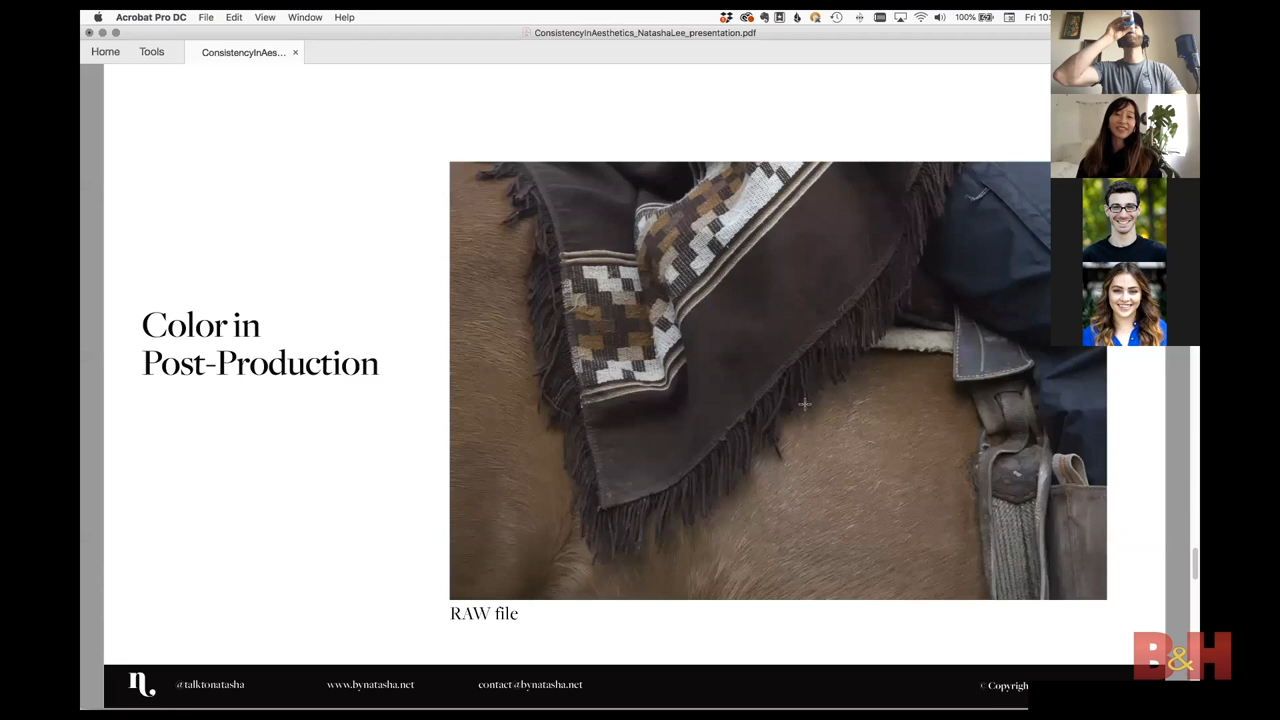 Acrobat Pro DC File Edit View Window Help 100% Fri 10:
ConsistencyInAesthetics_NatashaLee_presentation.pdf
Home Tools ConsistencyInAes... ×
Color in
Post-Production
RAW file
n.
@talktonatasha www.bynatasha.net contact@bynatasha.net © Copyrigh
B&H